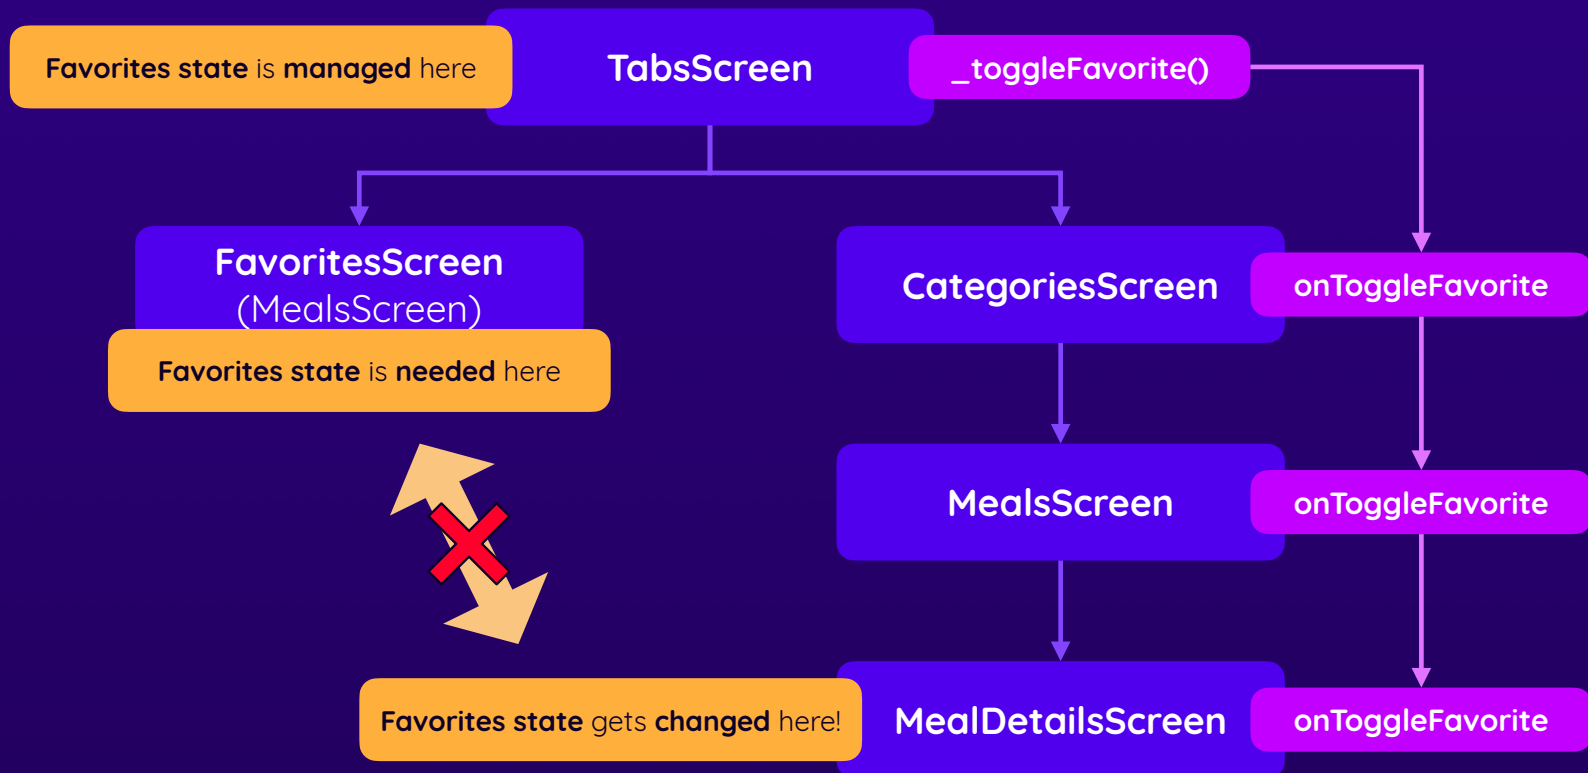 Favorites state is managed here
TabsScreen
_toggleFavorite()
FavoritesScreen
(MealsScreen)
Favorites state is needed here
CategoriesScreen
onToggleFavorite
MealsScreen
onToggleFavorite
Favorites state gets changed here!
MealDetailsScreen
onToggleFavorite